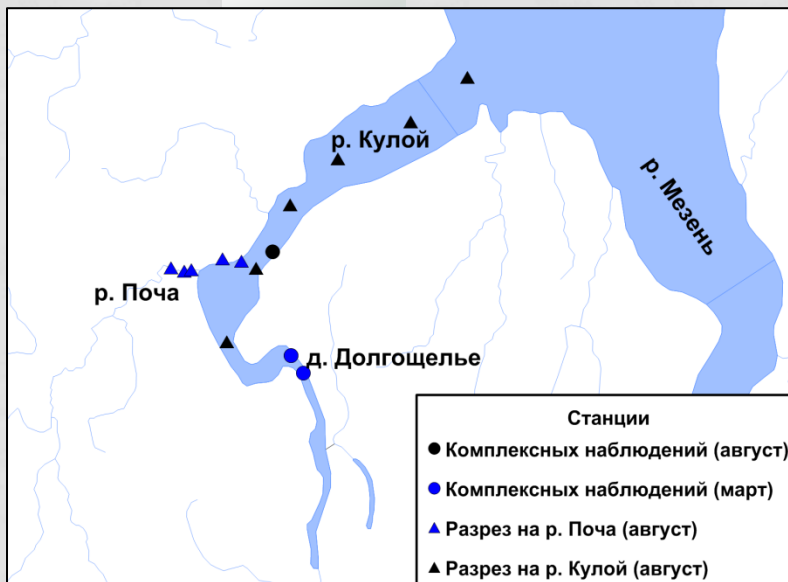 р. Кулой
р. Мезень
р. Поча
д. Долгощелье
Станции
Комплексных наблюдений (август)
Комплексных наблюдений (март)
Разрез на р. Поча (август)
Разрез на р. Кулой (август)